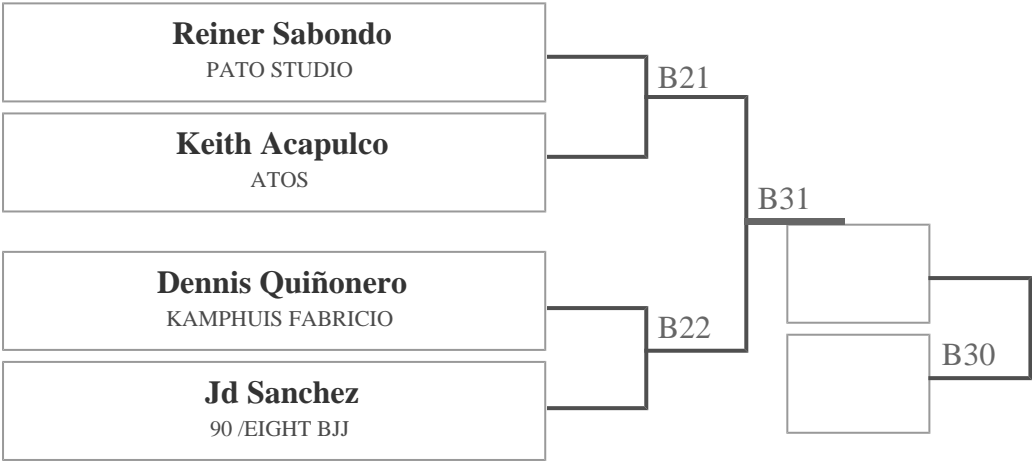 Reiner Sabondo
PATO STUDIO
B21
Keith Acapulco
ATOS
B31
Dennis Quiñonero
KAMPHUIS FABRICIO
B22
B30
Jd Sanchez
90 /EIGHT BJJ